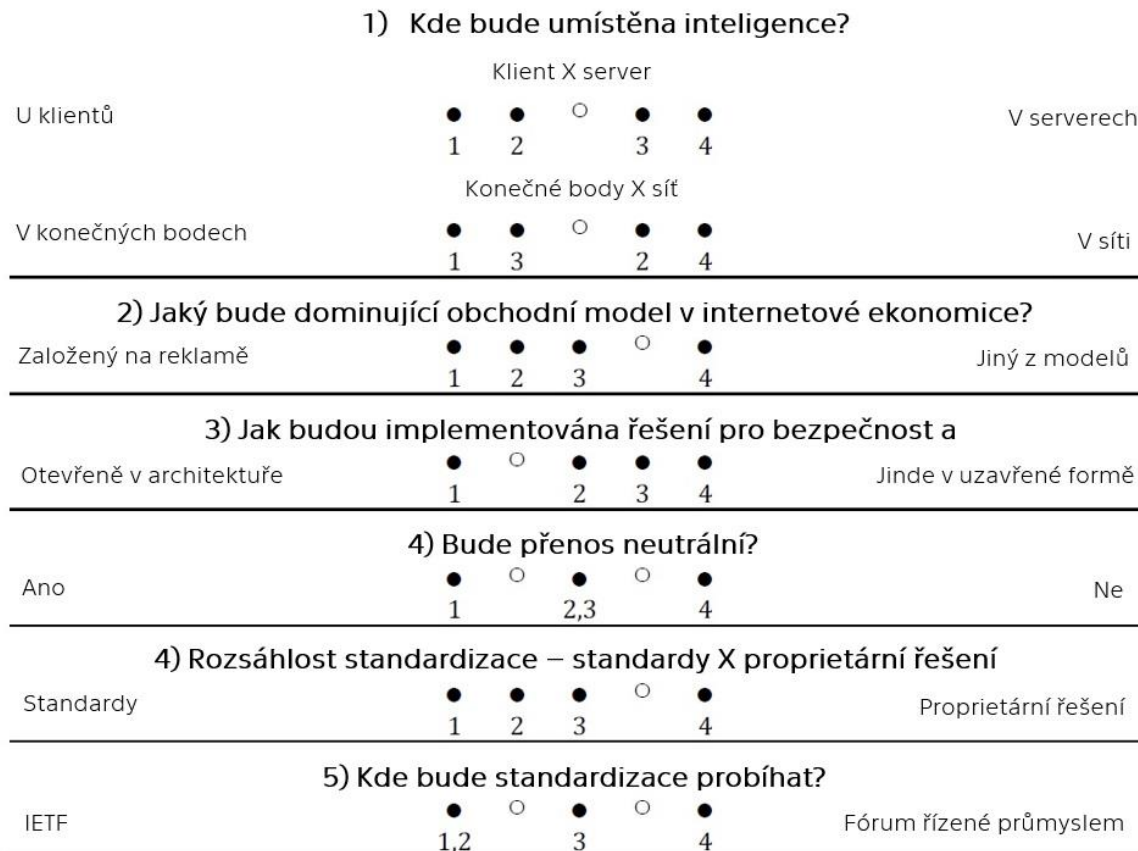 1) Kde bude umístěna inteligence?
Klient X server
U klientů V serverech
1 2 3 4
Konečné body X síť
V konečných bodech V síti
1 3 2 4
2) Jaký bude dominující obchodní model v internetové ekonomice?
Založený na reklamě Jiný z modelů
1 2 3 4
3) Jak budou implementována řešení pro bezpečnost a
Otevřeně v architektuře Jinde v uzavřené formě
1 2 3 4
4) Bude přenos neutrální?
Ano Ne
1 2,3 4
4) Rozsáhlost standardizace – standardy X proprietární řešení
Standardy Proprietární řešení
1 2 3 4
5) Kde bude standardizace probíhat?
IETF Fórum řízené průmyslem
1,2 3 4